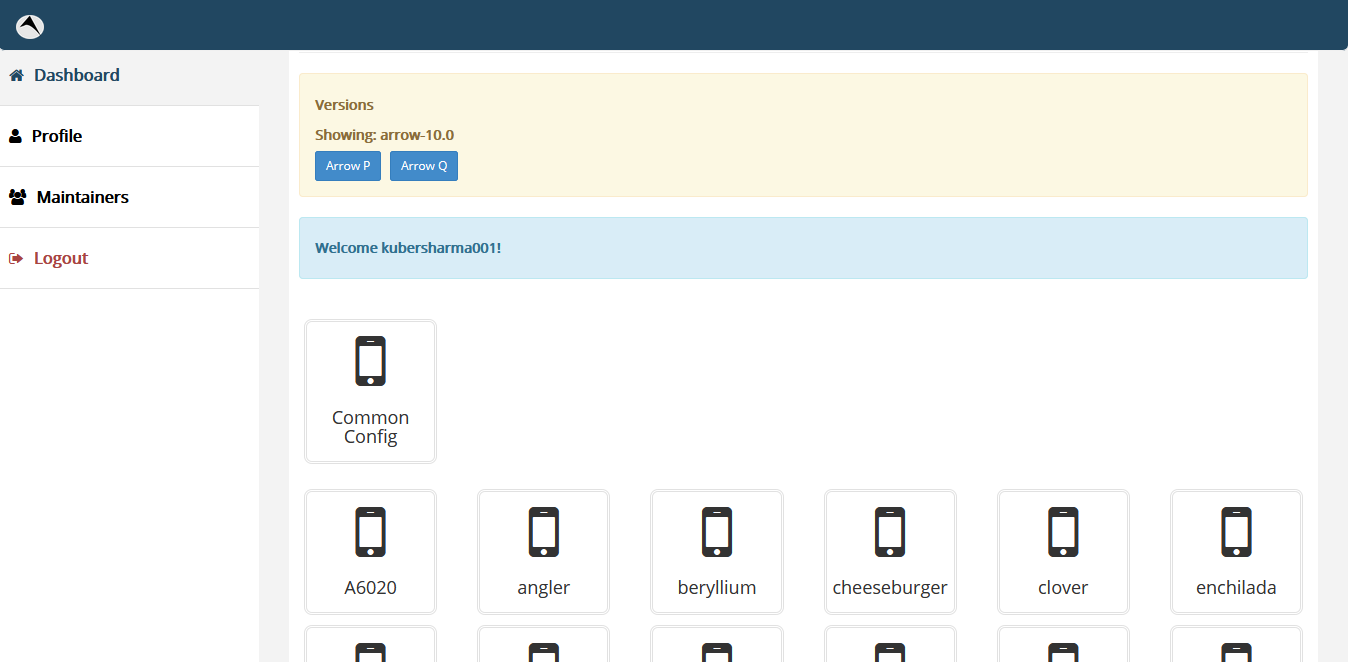 Dashboard
Profile
Maintainers
Logout
Versions
Showing: arrow-10.0
Arrow P
Arrow Q
Welcome kubersharma001!
Common
Config
A6020
angler
beryllium
cheeseburger
clover
enchilada